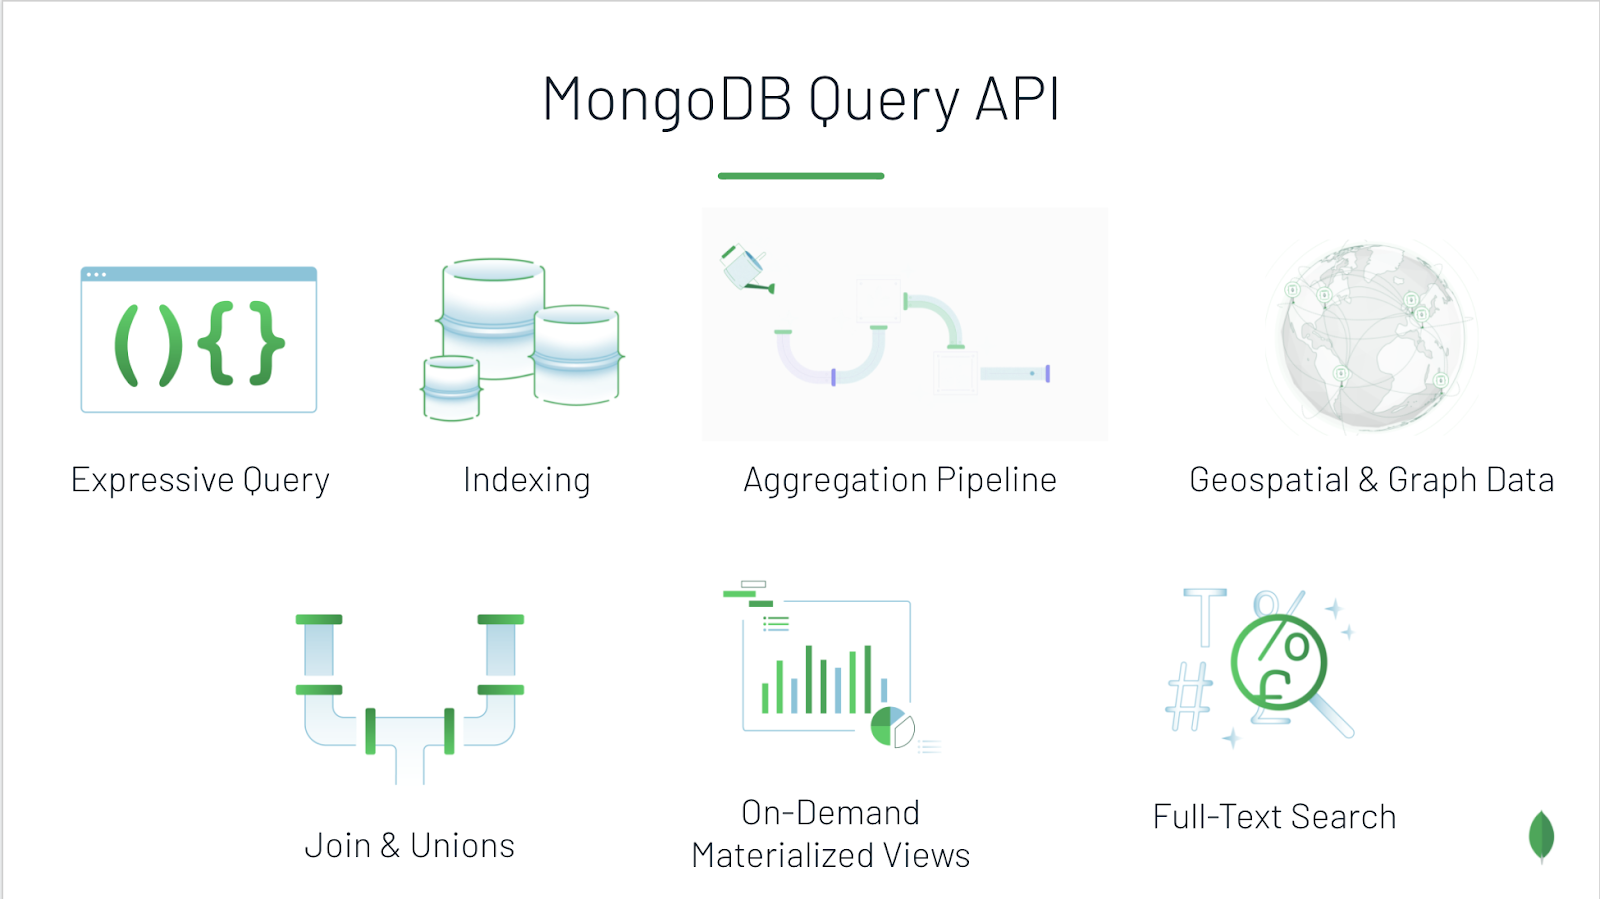 MongoDB Query API
( ) { }
Expressive Query
Indexing
Aggregation Pipeline
Geospatial & Graph Data
Join & Unions
On-Demand
Materialized Views
T %
# £
Full-Text Search